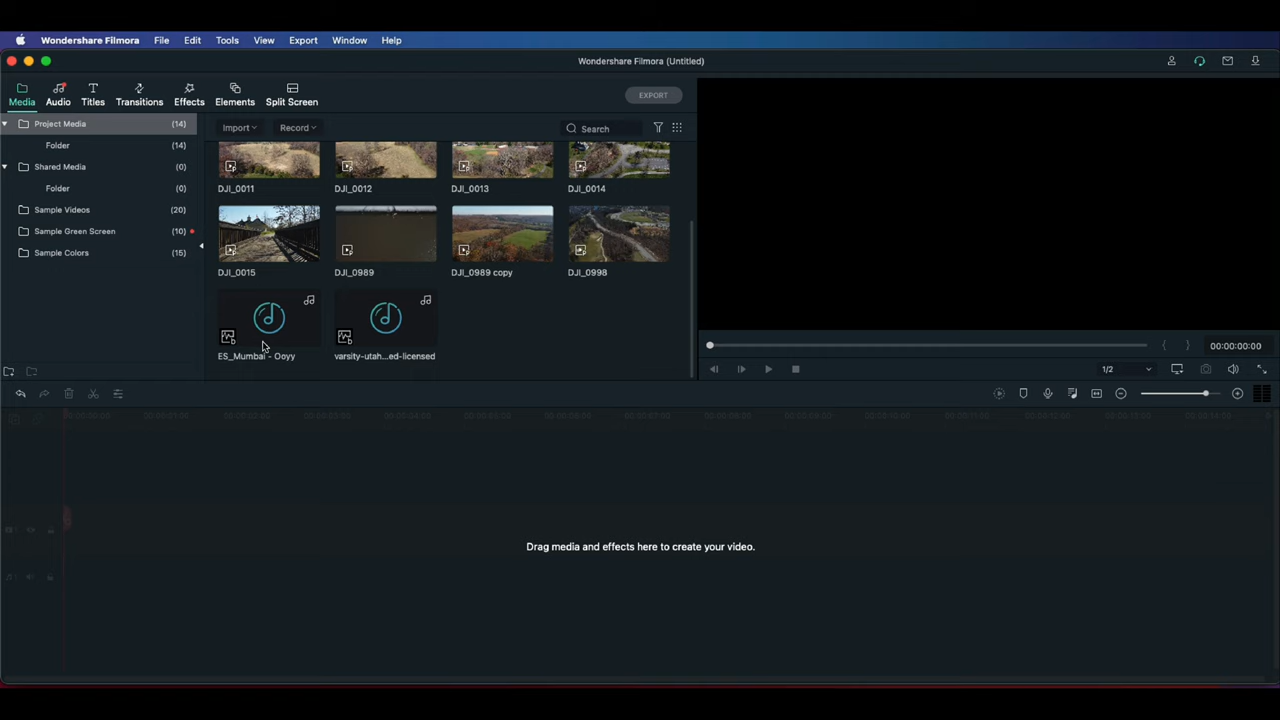 Wondershare Filmora File Edit Tools View Export Window Help
Wondershare Filmora (Untitled)
Media Audio Titles Transitions Effects Elements Split Screen
EXPORT
Project Media (14)
Folder (14)
Shared Media (0)
Folder (0)
Sample Videos (20)
Sample Green Screen (10)
Sample Colors (15)
Import Record Search
DJI_0011 DJI_0012 DJI_0013 DJI_0014
DJI_0015 DJI_0989 DJI_0989 copy DJI_0998
ES_Mumbai - Ooyy varsity-utah...ed-licensed
00:00:00:00
1/2
Drag media and effects here to create your video.